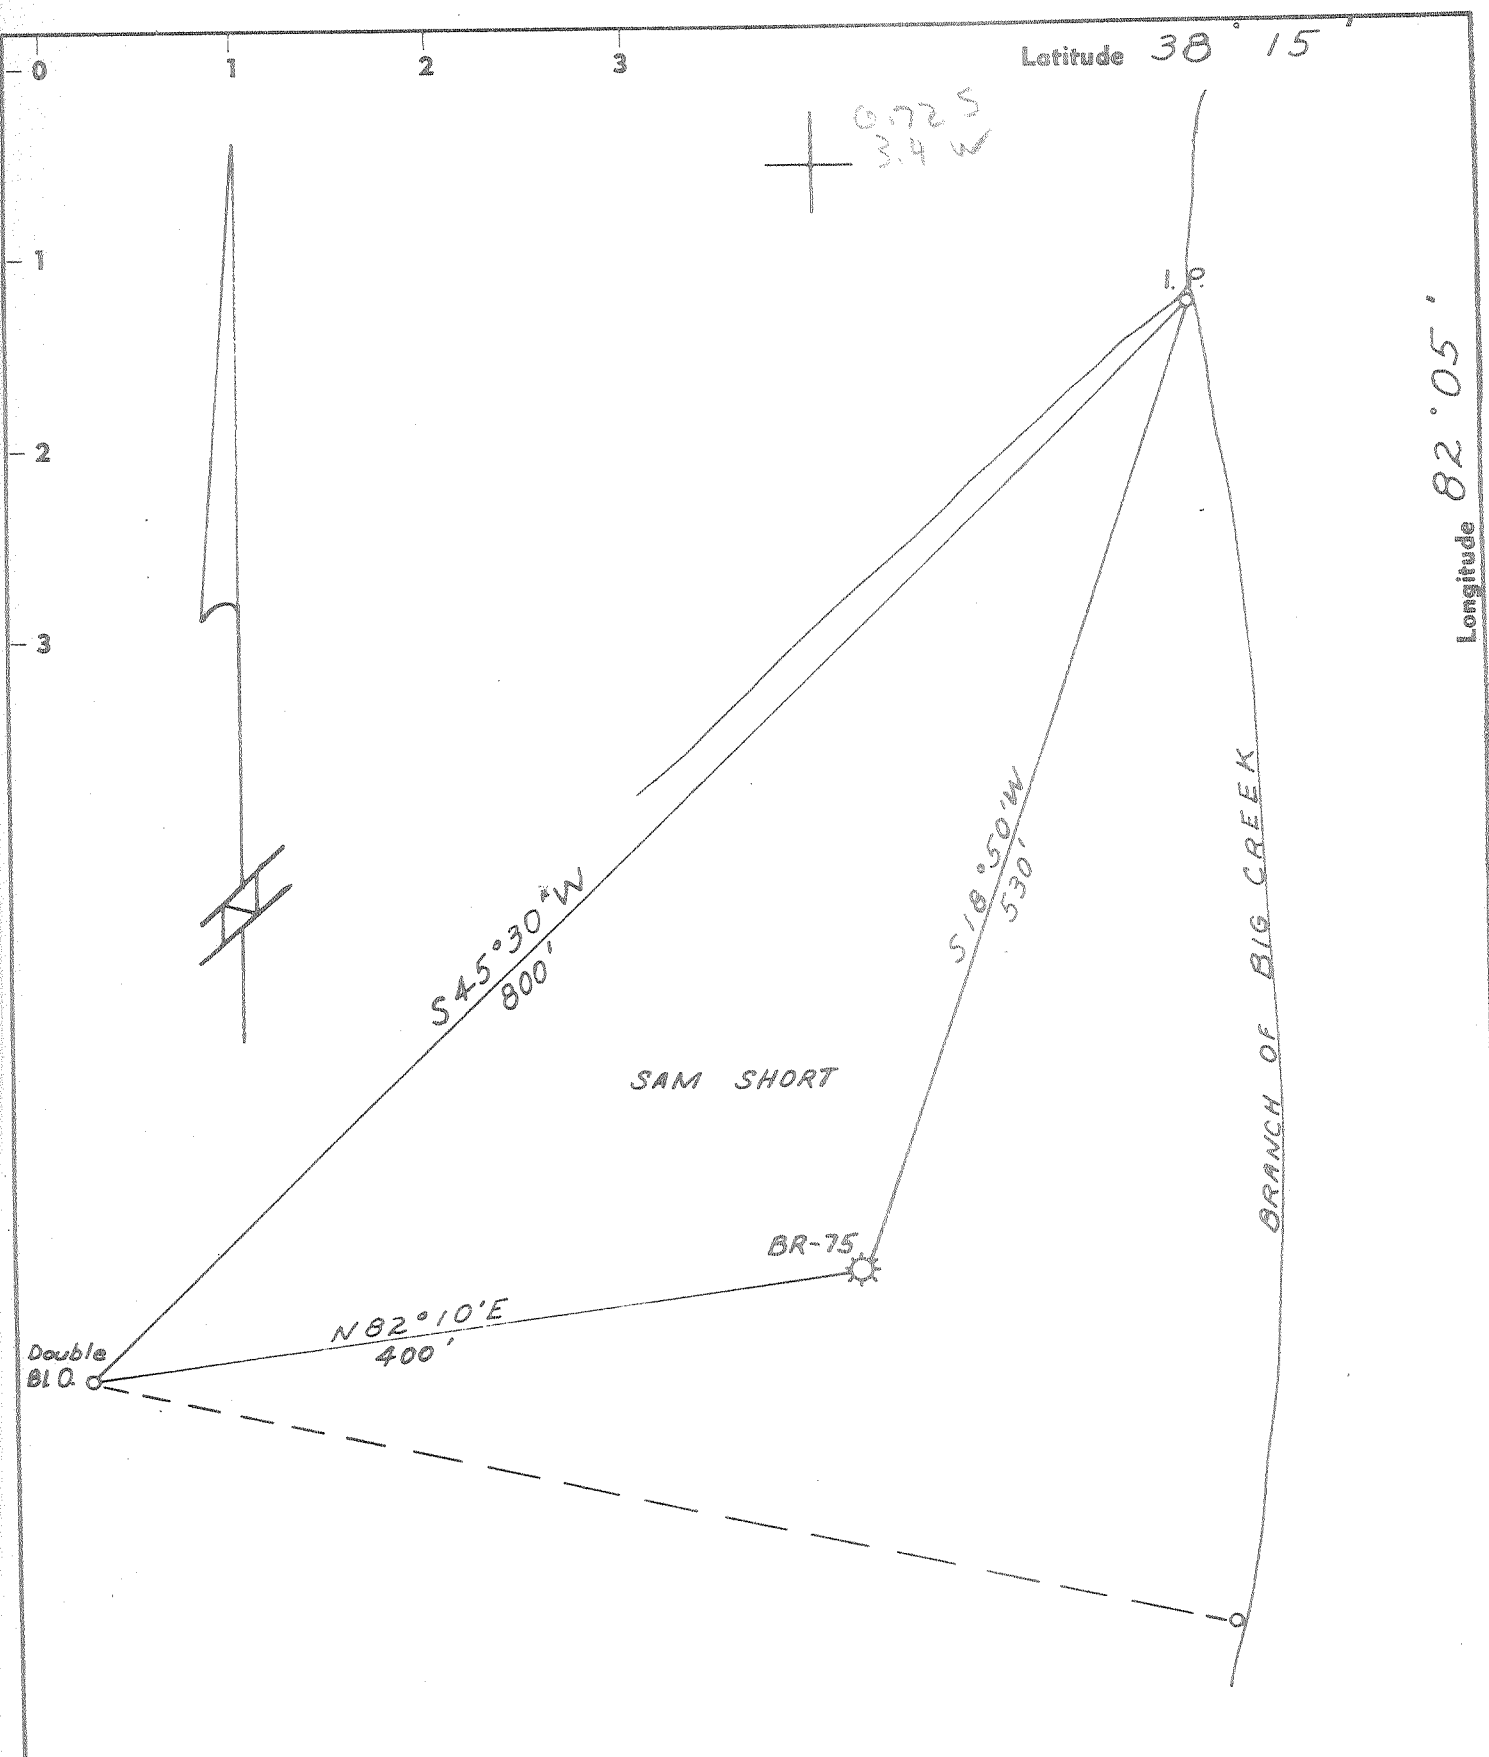 0 1 2 3
Latitude 38° 15
0.72 S
3.4 W
1
2
3
I. P.
Longitude 82°05'
S 45°30"W
800'
S 18°50'W
530'
BRANCH OF BIG CREEK
SAM SHORT
BR-75
N 82°10'E
400'
Double
Bl.O.
N